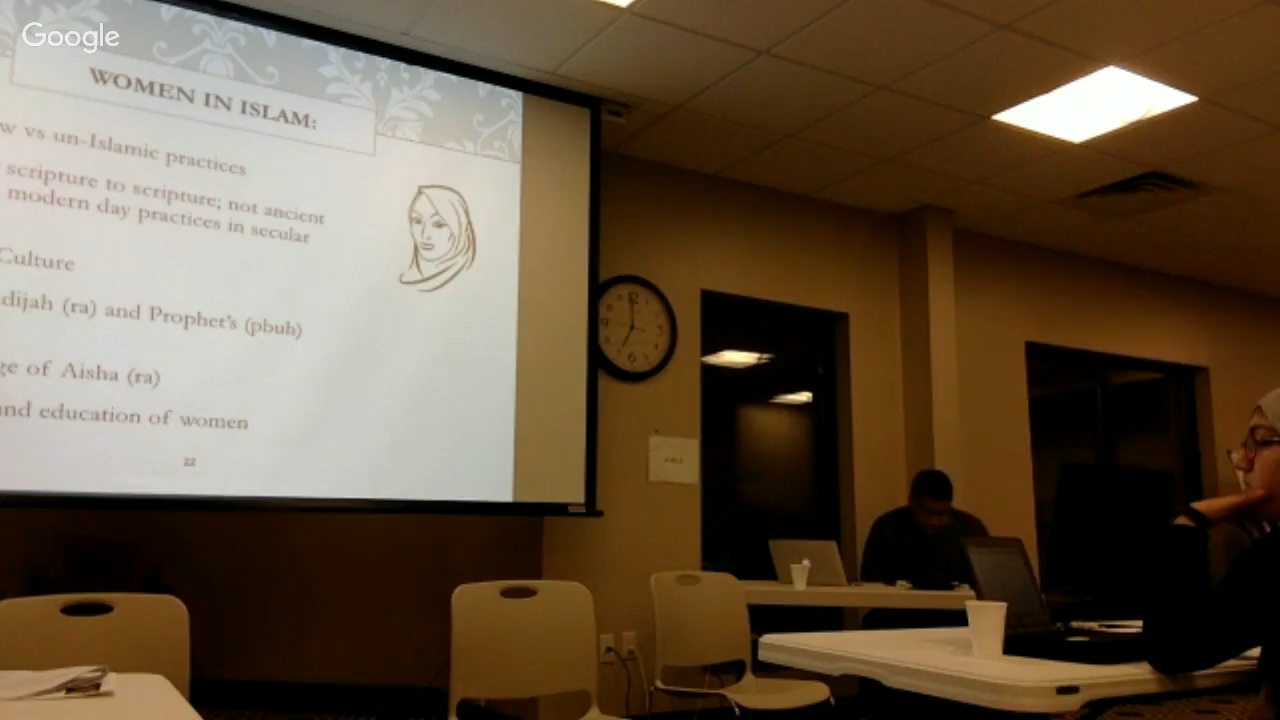 Google
WOMEN IN ISLAM:
w vs un-Islamic practices
scripture to scripture; not ancient
modern day practices in secular
Culture
dijah (ra) and Prophet's (pbuh)
ge of Aisha (ra)
and education of women
22